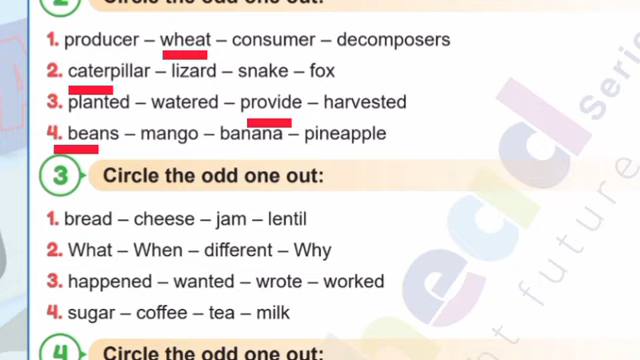 2 Circle the odd one out:
1. producer – wheat – consumer – decomposers
2. caterpillar – lizard – snake – fox
3. planted – watered – provide – harvested
4. beans – mango – banana – pineapple
3 Circle the odd one out:
1. bread – cheese – jam – lentil
2. What – When – different – Why
3. happened – wanted – wrote – worked
4. sugar – coffee – tea – milk
4 Circle the odd one out: